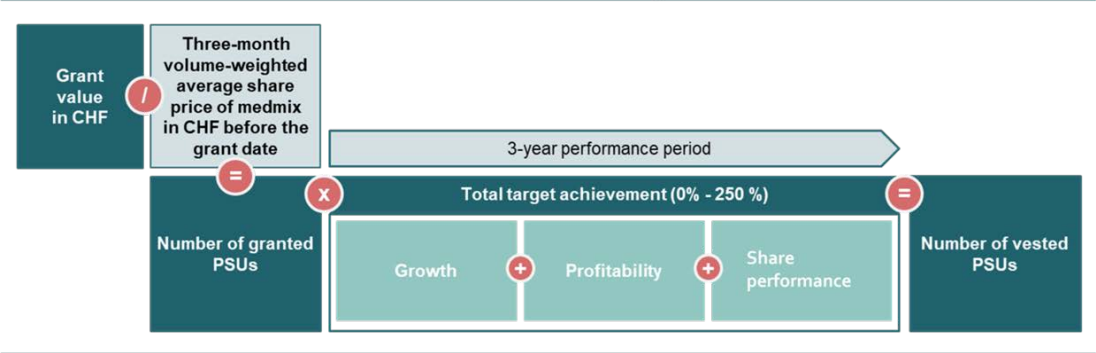 Grant
value
in CHF
/
Three-month
volume-weighted
average share
price of medmix
in CHF before the
grant date
=
3-year performance period
Number of granted
PSUs
x
Total target achievement (0% - 250 %)
Growth
+
Profitability
+
Share
performance
=
Number of vested
PSUs